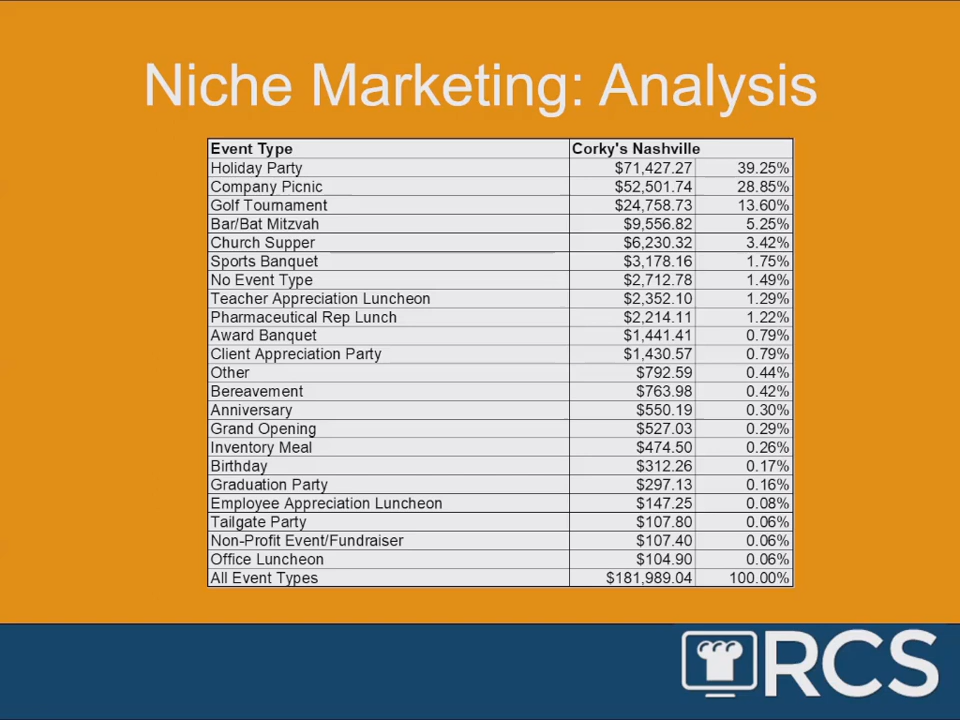 Niche Marketing: Analysis
Event Type Corky's Nashville
Holiday Party $71,427.27 39.25%
Company Picnic $52,501.74 28.85%
Golf Tournament $24,758.73 13.60%
Bar/Bat Mitzvah $9,556.82 5.25%
Church Supper $6,230.32 3.42%
Sports Banquet $3,178.16 1.75%
No Event Type $2,712.78 1.49%
Teacher Appreciation Luncheon $2,352.10 1.29%
Pharmaceutical Rep Lunch $2,214.11 1.22%
Award Banquet $1,441.41 0.79%
Client Appreciation Party $1,430.57 0.79%
Other $792.59 0.44%
Bereavement $763.98 0.42%
Anniversary $550.19 0.30%
Grand Opening $527.03 0.29%
Inventory Meal $474.50 0.26%
Birthday $312.26 0.17%
Graduation Party $297.13 0.16%
Employee Appreciation Luncheon $147.25 0.08%
Tailgate Party $107.80 0.06%
Non-Profit Event/Fundraiser $107.40 0.06%
Office Luncheon $104.90 0.06%
All Event Types $181,989.04 100.00%
RCS